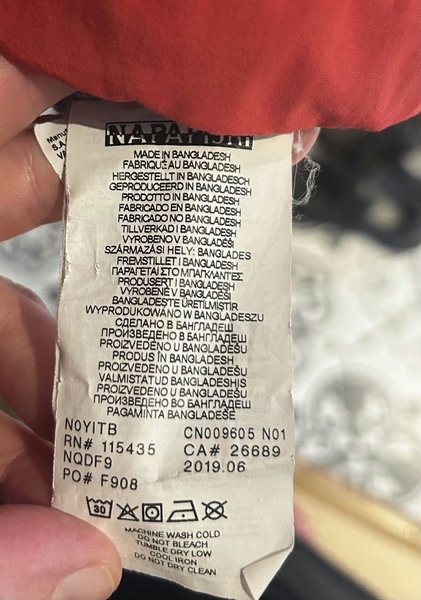 NAPAPIJRI
MADE IN BANGLADESH
FABRIQUÉ AU BANGLADESH
HERGESTELLT IN BANGLADESCH
GEPRODUCEERD IN BANGLADESH
PRODOTTO IN BANGLADESH
FABRICADO EN BANGLADESH
FABRICADO NO BANGLADESH
TILLVERKAD I BANGLADESH
VYROBENO V BANGLADÉŠI
SZÁRMAZÁSI HELY: BANGLADES
FREMSTILLET I BANGLADESH
ΠΑΡΑΓΕΤΑΙ ΣΤΟ ΜΠΑΓΚΛΑΝΤΕΣ
PRODUSERT I BANGLADESH
VYROBENÉ V BANGLADÉŠI
BANGLADEŞTE ÜRETİLMİŞTİR
WYPRODUKOWANO W BANGLADESZU
СДЕЛАНО В БАНГЛАДЕШ
ПРОИЗВЕДЕНО В БАНГЛАДЕШ
PROIZVEDENO U BANGLADEŠU
PRODUS ÎN BANGLADESH
PROIZVEDENO U BANGLADEŠU
VALMISTATUD BANGLADESHIS
PROIZVEDENO U BANGLADEŠU
ПРОИЗВЕДЕНО ВО БАНГЛАДЕШ
PAGAMINTA BANGLADEŠE
N0YITB CN009605 N01
RN# 115435 CA# 26689
NQDF9 2019.06
PO# F908
30
MACHINE WASH COLD
DO NOT BLEACH
TUMBLE DRY LOW
COOL IRON
DO NOT DRY CLEAN